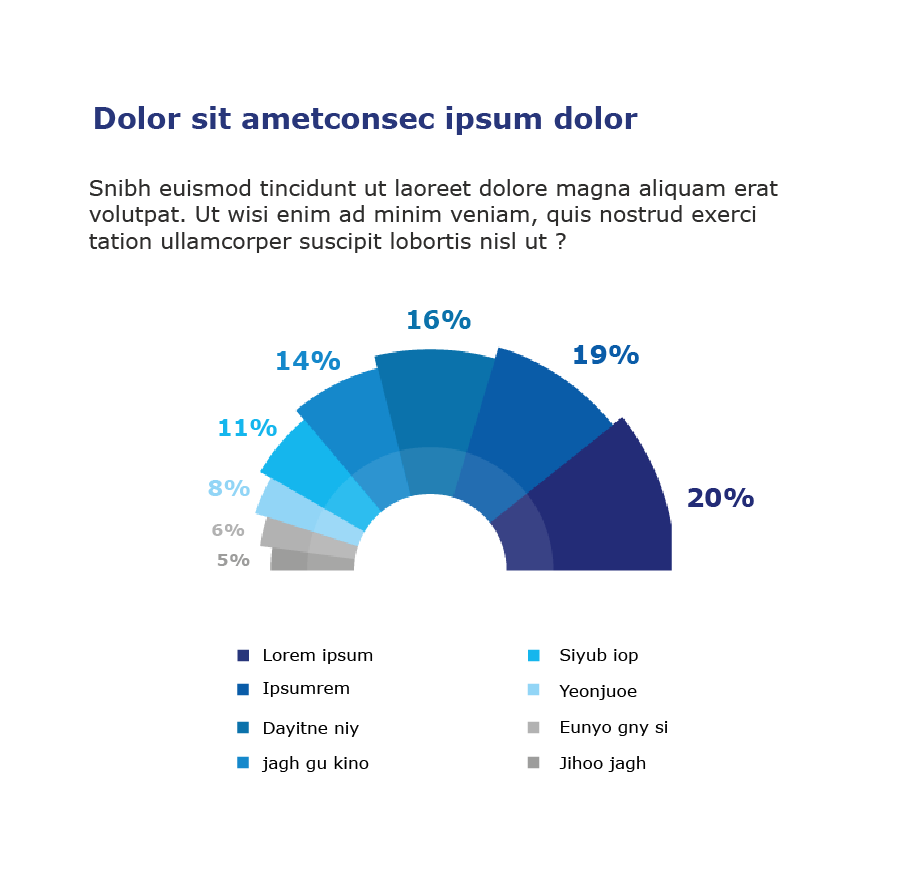 Dolor sit ametconsec ipsum dolor
Snibh euismod tincidunt ut laoreet dolore magna aliquam erat
volutpat. Ut wisi enim ad minim veniam, quis nostrud exerci
tation ullamcorper suscipit lobortis nisl ut ?
16%
19%
14%
11%
8%
20%
6%
5%
Lorem ipsum
Ipsumrem
Dayitne niy
jagh gu kino
Siyub iop
Yeonjuoe
Eunyo gny si
Jihoo jagh